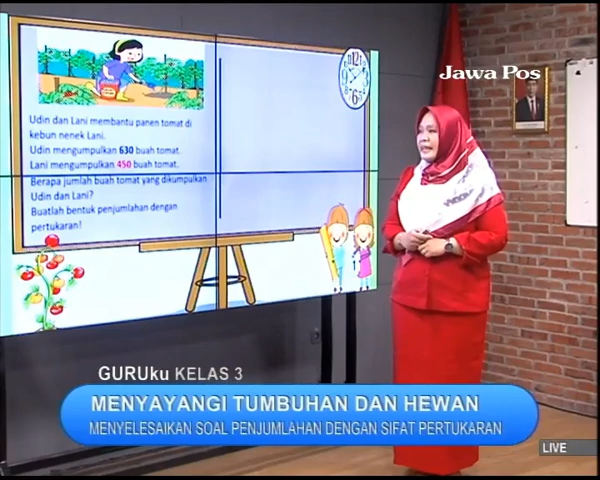 Jawa Pos
Udin dan Lani membantu panen tomat di
kebun nenek Lani.
Udin mengumpulkan 630 buah tomat.
Lani mengumpulkan 450 buah tomat.
Berapa jumlah buah tomat yang dikumpulkan
Udin dan Lani?
Buatlah bentuk penjumlahan dengan
pertukaran!
GURUku KELAS 3
MENYAYANGI TUMBUHAN DAN HEWAN
MENYELESAIKAN SOAL PENJUMLAHAN DENGAN SIFAT PERTUKARAN
LIVE